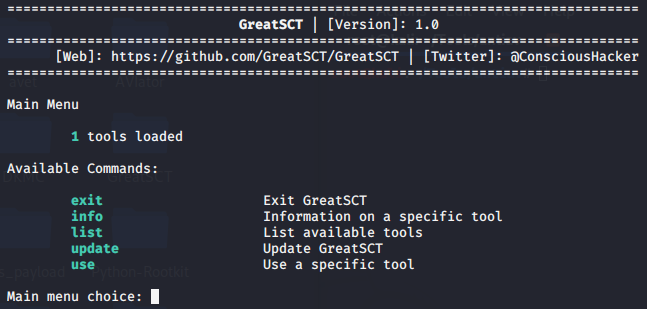 ================================================================================
GreatSCT | [Version]: 1.0
================================================================================
[Web]: https://github.com/GreatSCT/GreatSCT | [Twitter]: @ConsciousHacker
================================================================================
Main Menu
1 tools loaded
Available Commands:
exit Exit GreatSCT
info Information on a specific tool
list List available tools
update Update GreatSCT
use Use a specific tool
Main menu choice: